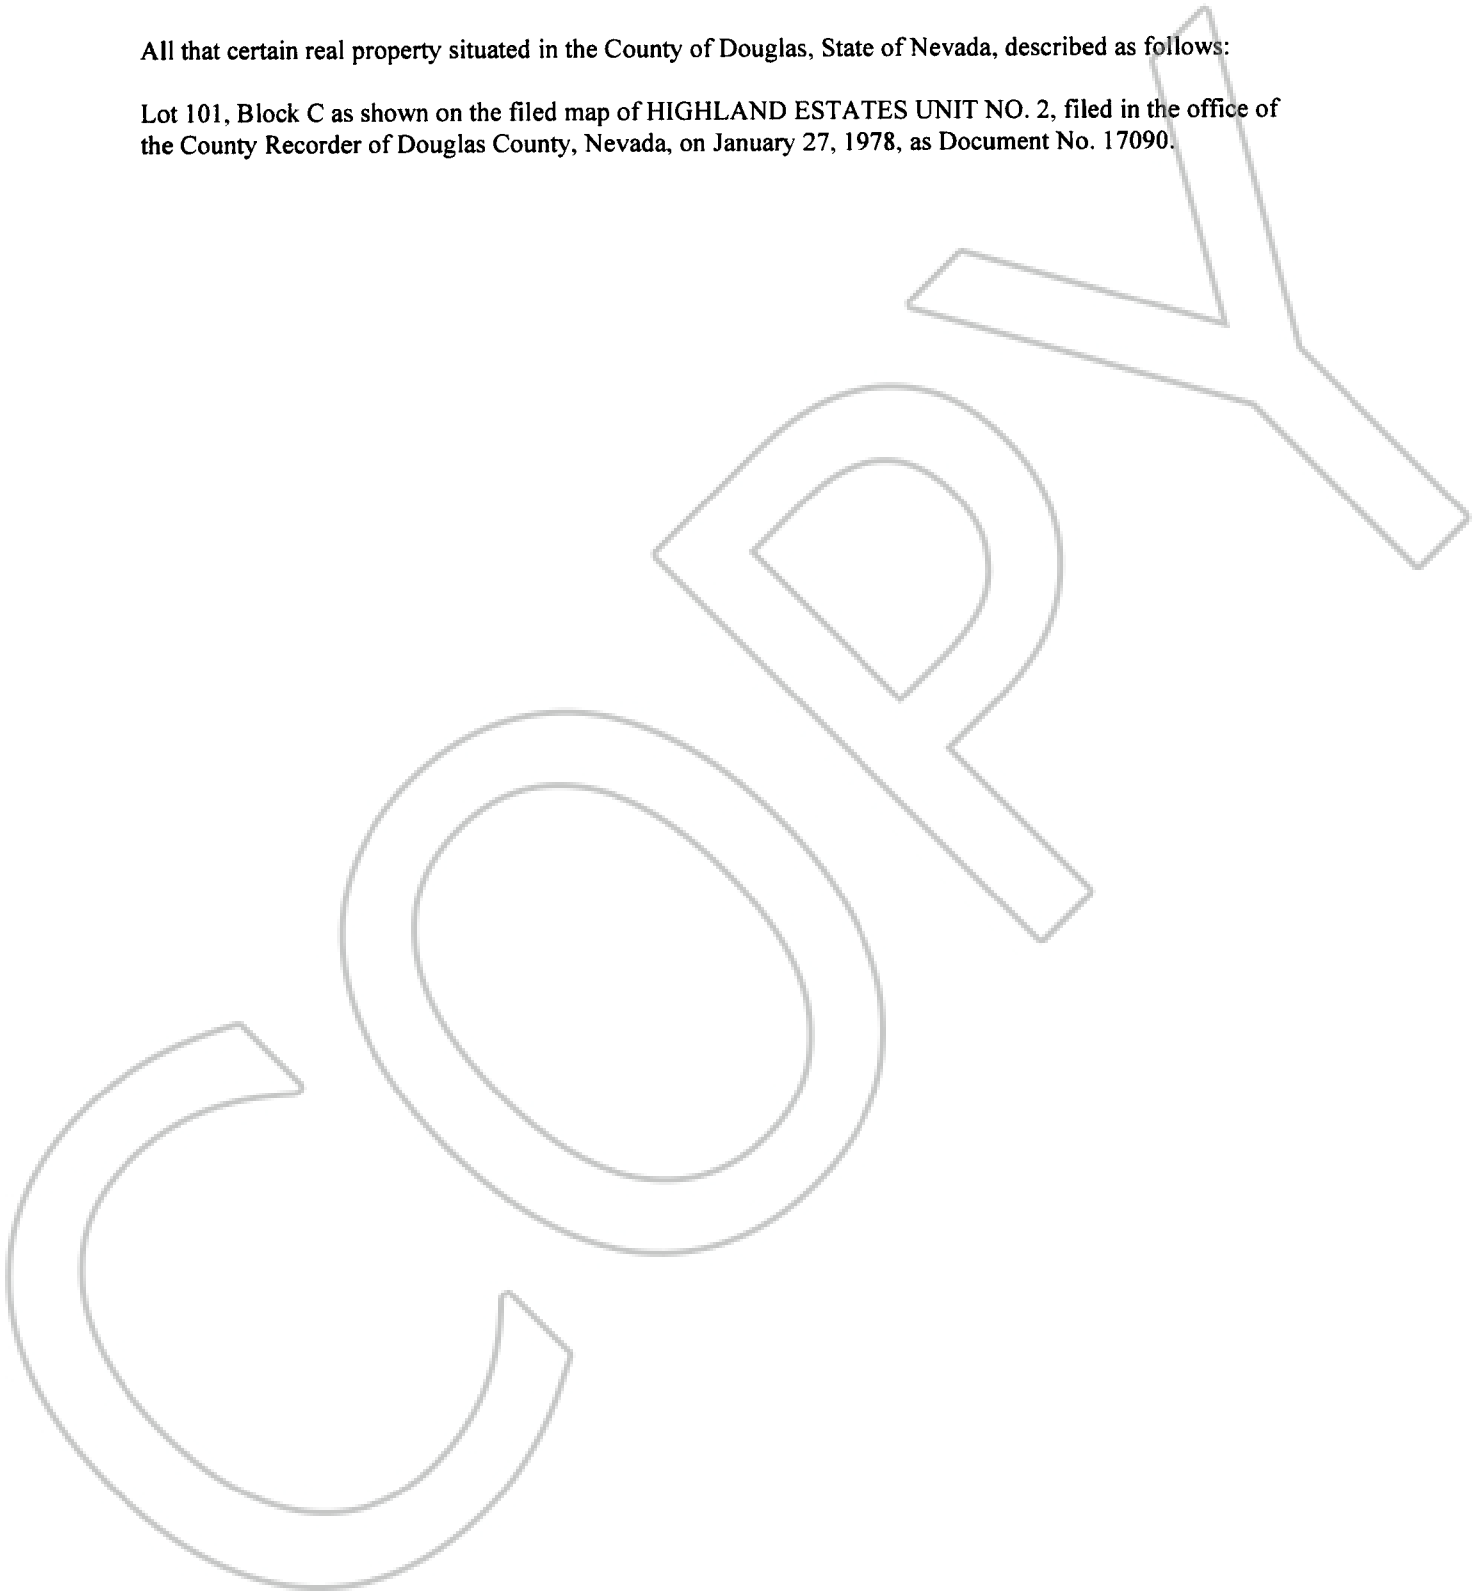 All that certain real property situated in the County of Douglas, State of Nevada, described as follows:
Lot 101, Block C as shown on the filed map of HIGHLAND ESTATES UNIT NO. 2, filed in the office of
the County Recorder of Douglas County, Nevada, on January 27, 1978, as Document No. 17090.
COPY